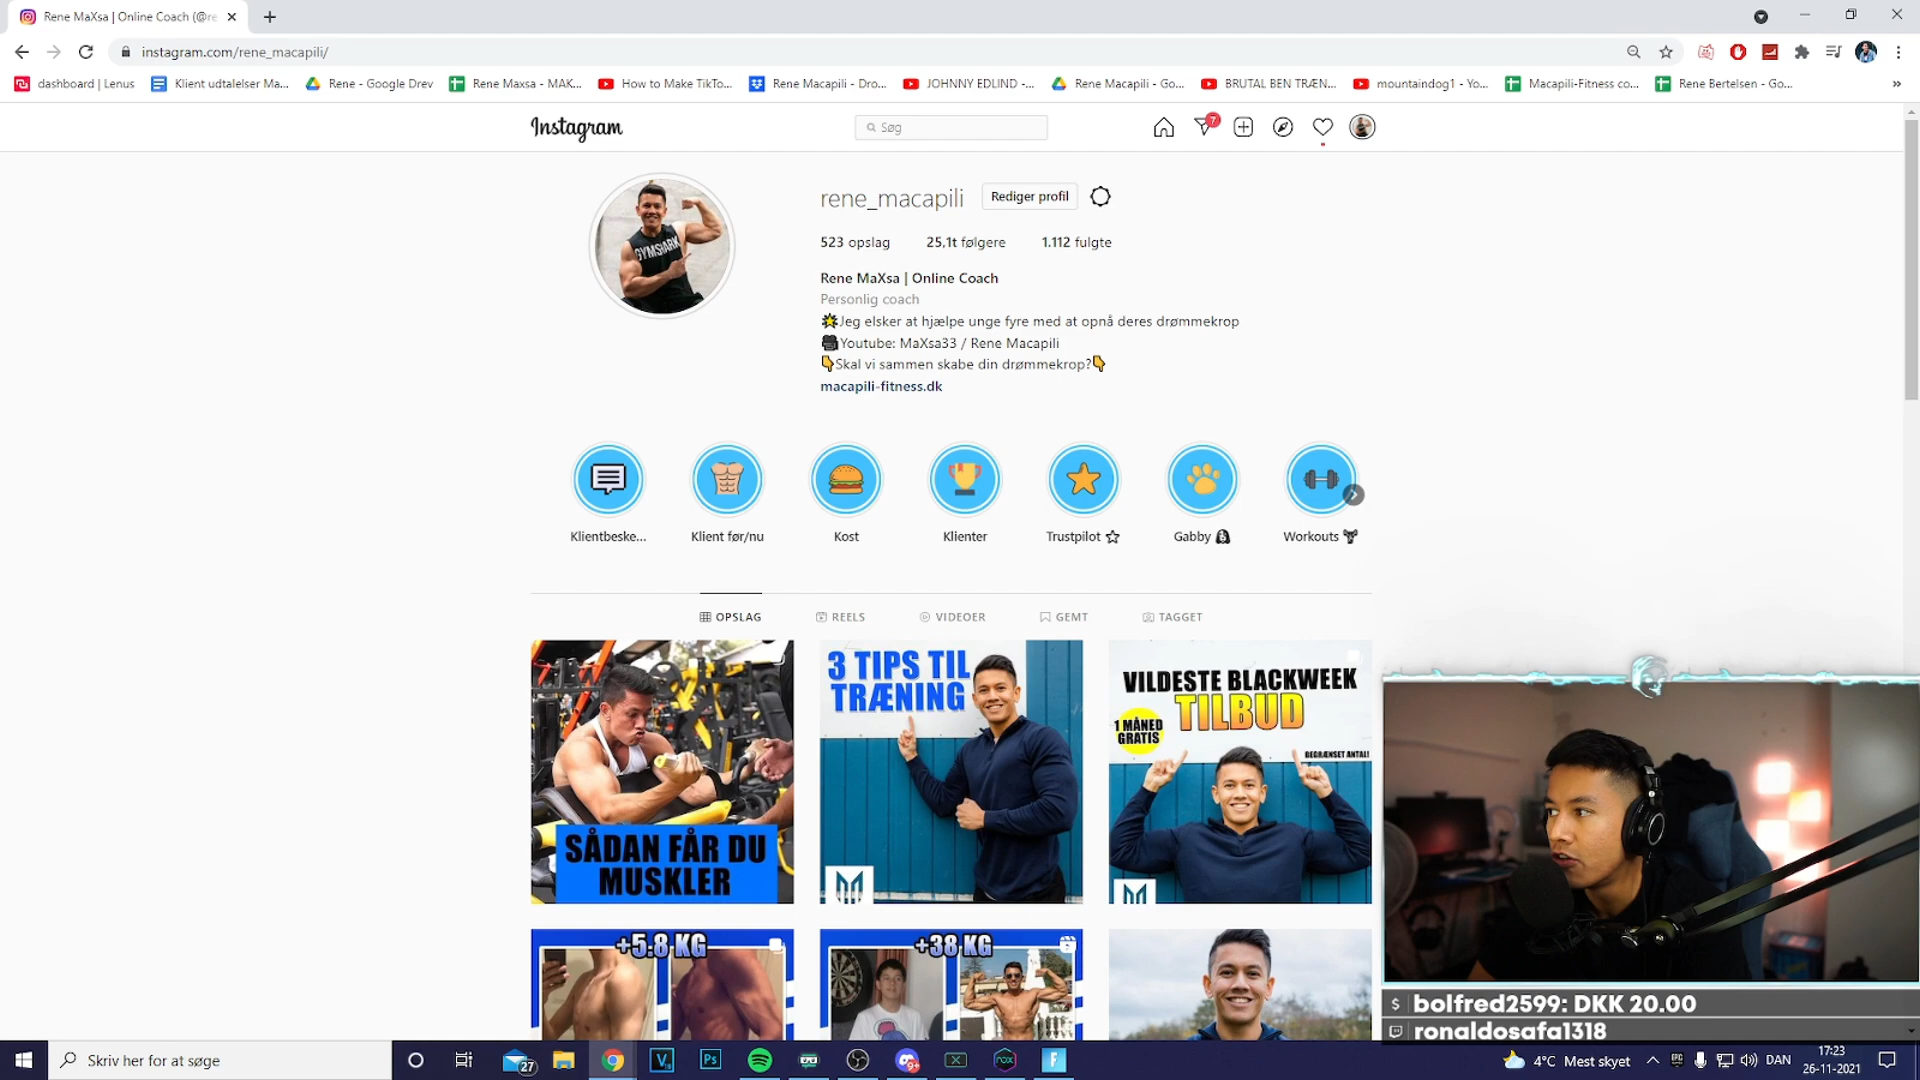 Rene MaXsa | Online Coach (@re
instagram.com/rene_macapili/
dashboard | Lenus
Klient udtalelser Ma...
Rene - Google Drev
Rene Maxsa - MAK...
How to Make TikTo...
Rene Macapili - Dro...
JOHNNY EDLIND -...
Rene Macapili - Go...
BRUTAL BEN TRÆN...
mountaindog1 - Yo...
Macapili-Fitness co...
Rene Bertelsen - Go...
»
Instagram
Søg
7
rene_macapili
Rediger profil
523 opslag
25,1t følgere
1.112 fulgte
Rene MaXsa | Online Coach
Personlig coach
Jeg elsker at hjælpe unge fyre med at opnå deres drømmekrop
Youtube: MaXsa33 / Rene Macapili
Skal vi sammen skabe din drømmekrop?
macapili-fitness.dk
Klientbeske...
Klient før/nu
Kost
Klienter
Trustpilot
Gabby
Workouts
OPSLAG
REELS
VIDEOER
GEMT
TAGGET
SÅDAN FÅR DU
MUSKLER
3 TIPS TIL
TRÆNING
VILDESTE BLACKWEEK
TILBUD
1 MÅNED
GRATIS
BEGRÆNSET ANTAL!
GYMSHARK
+5.8 KG
+38 KG
$ bolfred2599: DKK 20.00
ronaldosafa1318
Skriv her for at søge
27
9+
4°C Mest skyet
DAN
17:23
26-11-2021